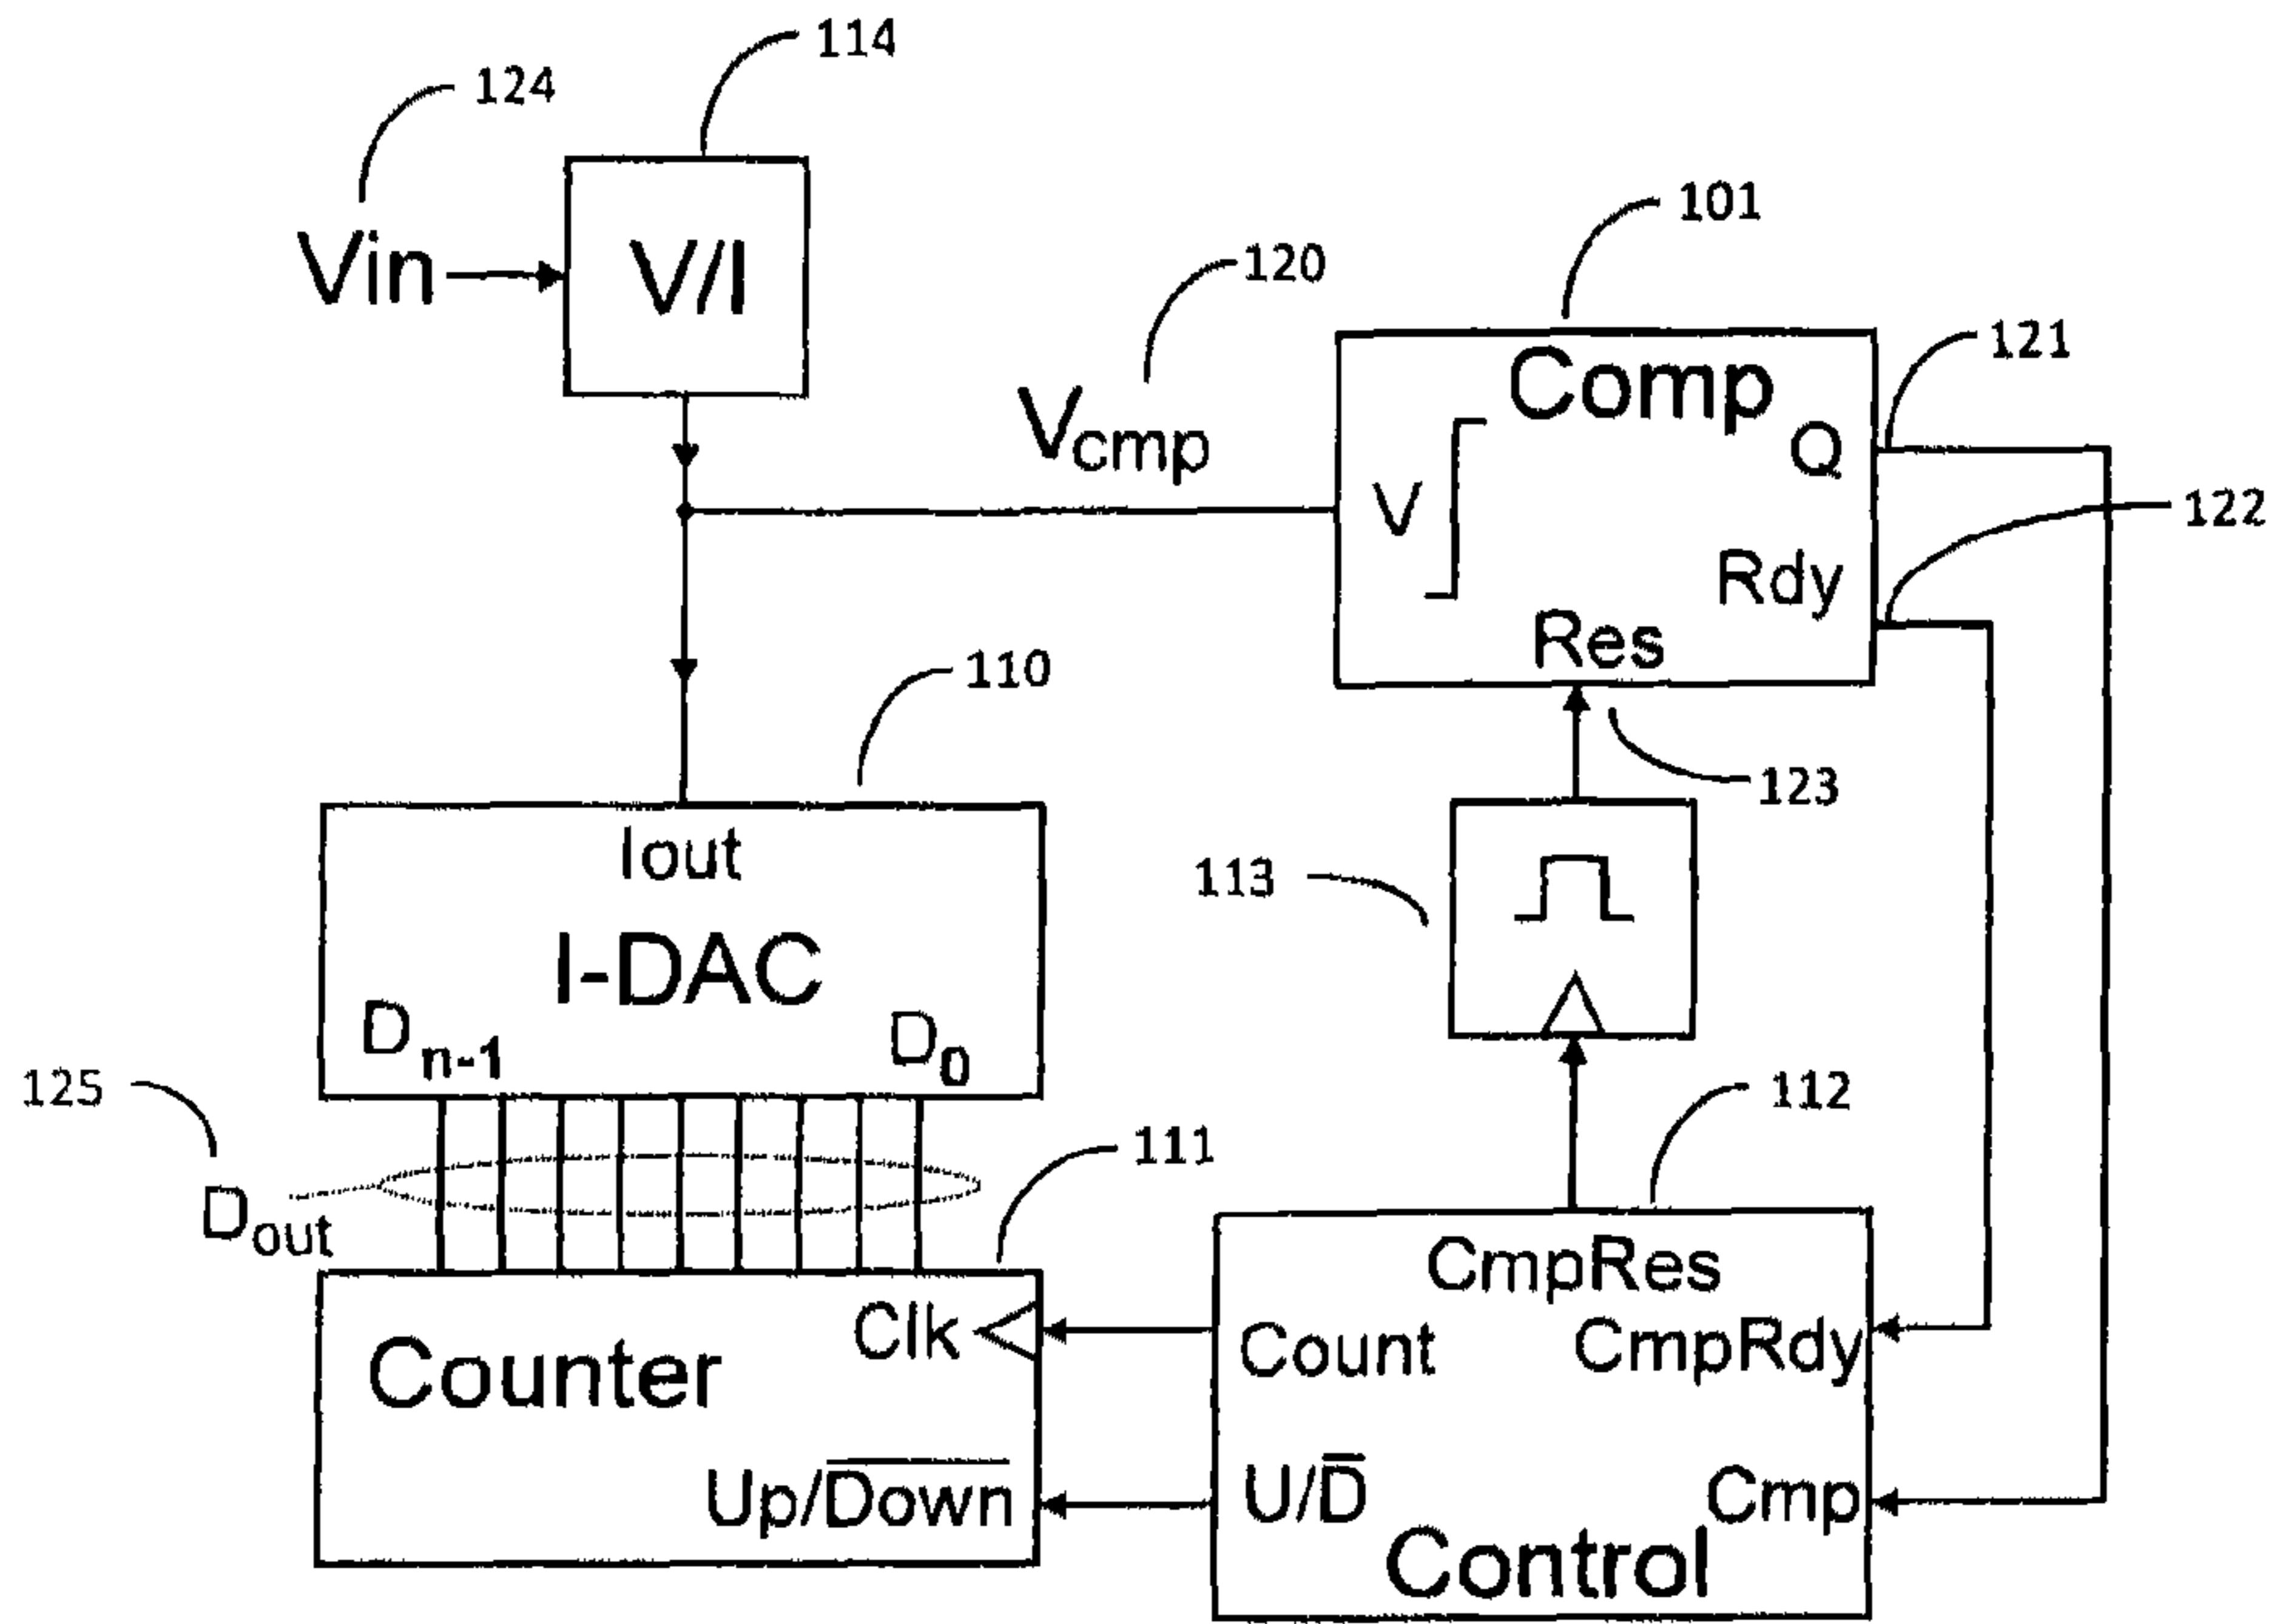 114
124
Vin
V/I
101
120
Vcmp
Comp
121
Q
V
122
Rdy
Res
110
123
Iout
113
I-DAC
Dn-1
D0
125
112
111
Dout
CmpRes
Clk
Count
CmpRdy
Counter
Up/D̅o̅w̅n̅
U/D̅
Cmp
Control